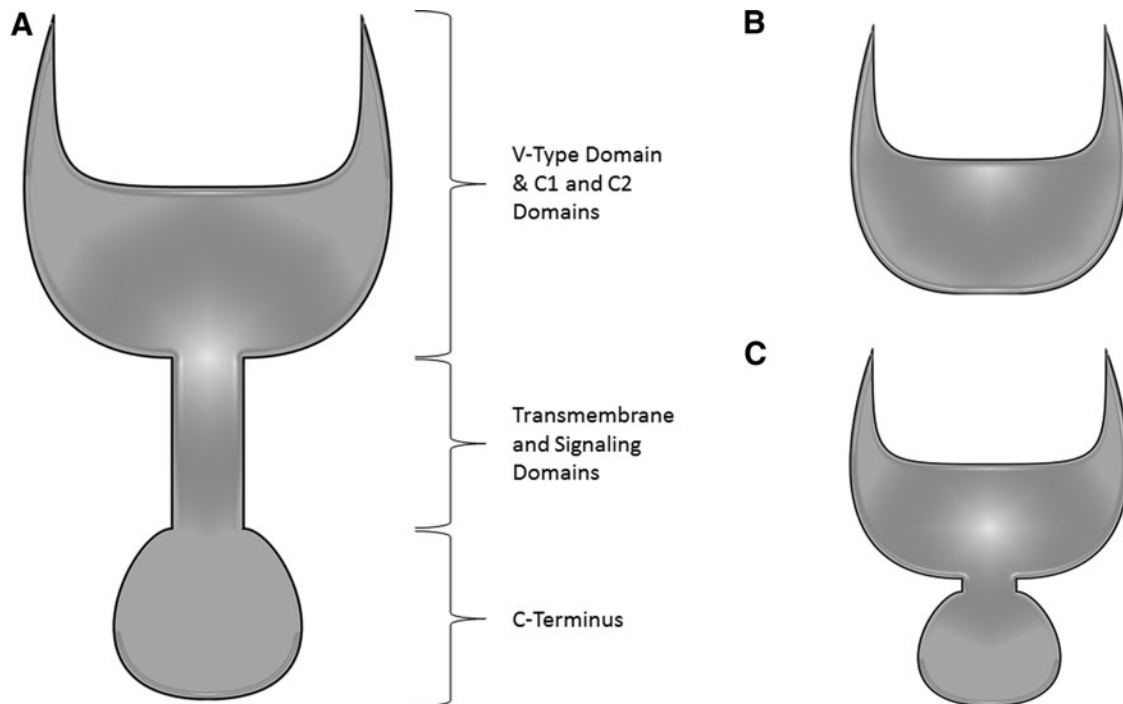 A
B
V-Type Domain
& C1 and C2
Domains
C
Transmembrane
and Signaling
Domains
C-Terminus